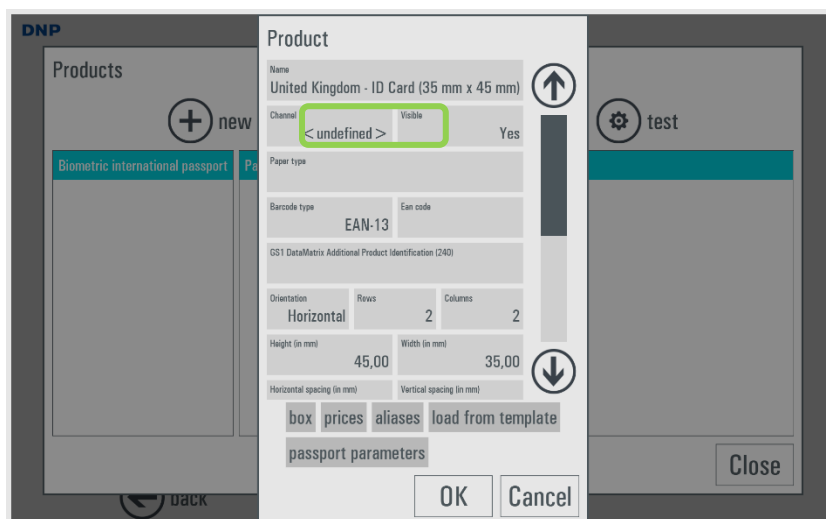 DNP
Products
new
test
Biometric international passport
Pa
Product
Name
United Kingdom - ID Card (35 mm x 45 mm)
Channel
Visible
< undefined >
Yes
Paper type
Barcode type
Ean code
EAN-13
GS1 DataMatrix Additional Product Identification (240)
Orientation
Rows
Columns
Horizontal
2
2
Height (in mm)
Width (in mm)
45,00
35,00
Horizontal spacing (in mm)
Vertical spacing (in mm)
box prices aliases load from template
passport parameters
OK
Cancel
Close
back